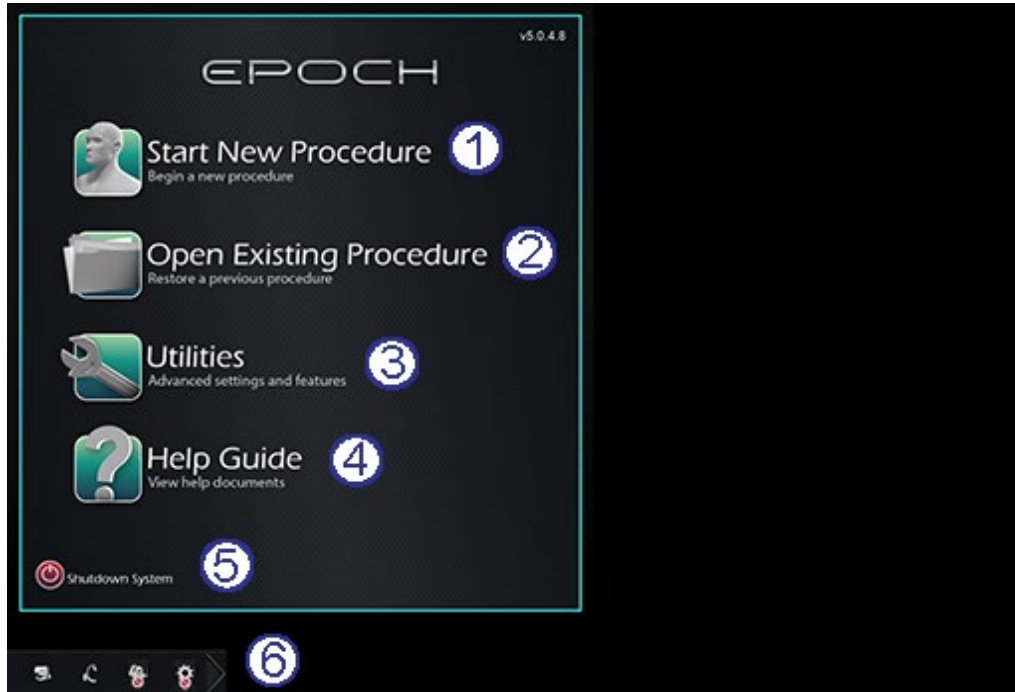 v5.0.4.8
EPOCH
Start New Procedure 1
Begin a new procedure
Open Existing Procedure 2
Restore a previous procedure
Utilities 3
Advanced settings and features
Help Guide 4
View help documents
Shutdown System 5
6